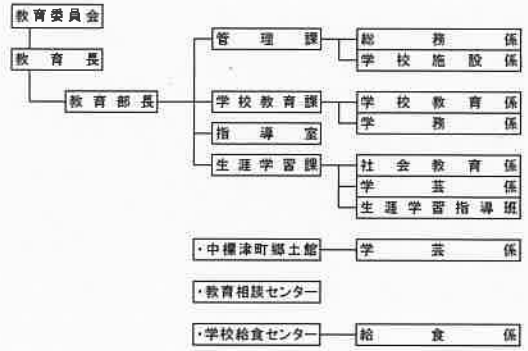 教育委員会
教育長
教育部長
管理課
総務係
学校施設係
学校教育課
学校教育係
学務係
指導室
生涯学習課
社会教育係
学芸係
生涯学習指導班
・中標津町郷土館
学芸係
・教育相談センター
・学校給食センター
給食係